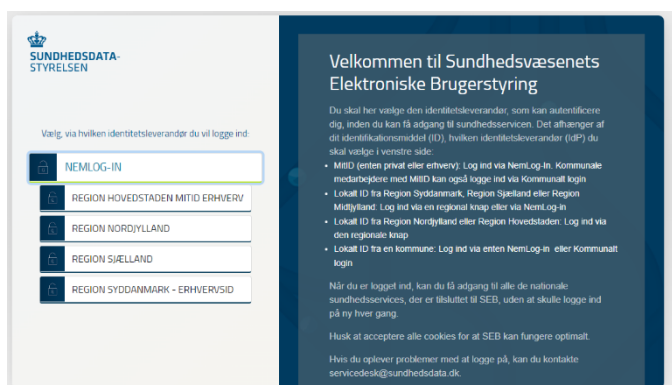 SUNDHEDSDATA-
STYRELSEN
Vælg, via hvilken identitetsleverandør du vil logge ind:
NEMLOG-IN
REGION HOVEDSTADEN MITID ERHVERV
REGION NORDJYLLAND
REGION SJÆLLAND
REGION SYDDANMARK - ERHVERVSID
Velkommen til Sundhedsvæsenets
Elektroniske Brugerstyring
Du skal her vælge den identitetsleverandør, som kan autentificere
dig, inden du kan få adgang til sundhedsservicen. Det afhænger af
dit identifikationsmiddel (ID), hvilken identitetsleverandør (IdP) du
skal vælge i venstre side:
• MitID (enten privat eller erhverv): Log ind via NemLog-In. Kommunale
medarbejdere med MitID kan også logge ind via Kommunalt login
• Lokalt ID fra Region Syddanmark, Region Sjælland eller Region
Midtjylland: Log ind via en regional knap eller via NemLog-in
• Lokalt ID fra Region Nordjylland eller Region Hovedstaden: Log ind via
den regionale knap
• Lokalt ID fra en kommune: Log ind via enten NemLog-in eller Kommunalt
login
Når du er logget ind, kan du få adgang til alle de nationale
sundhedsservices, der er tilsluttet til SEB, uden at skulle logge ind
på ny hver gang.
Husk at acceptere alle cookies for at SEB kan fungere optimalt.
Hvis du oplever problemer med at logge på, kan du kontakte
servicedesk@sundhedsdata.dk.